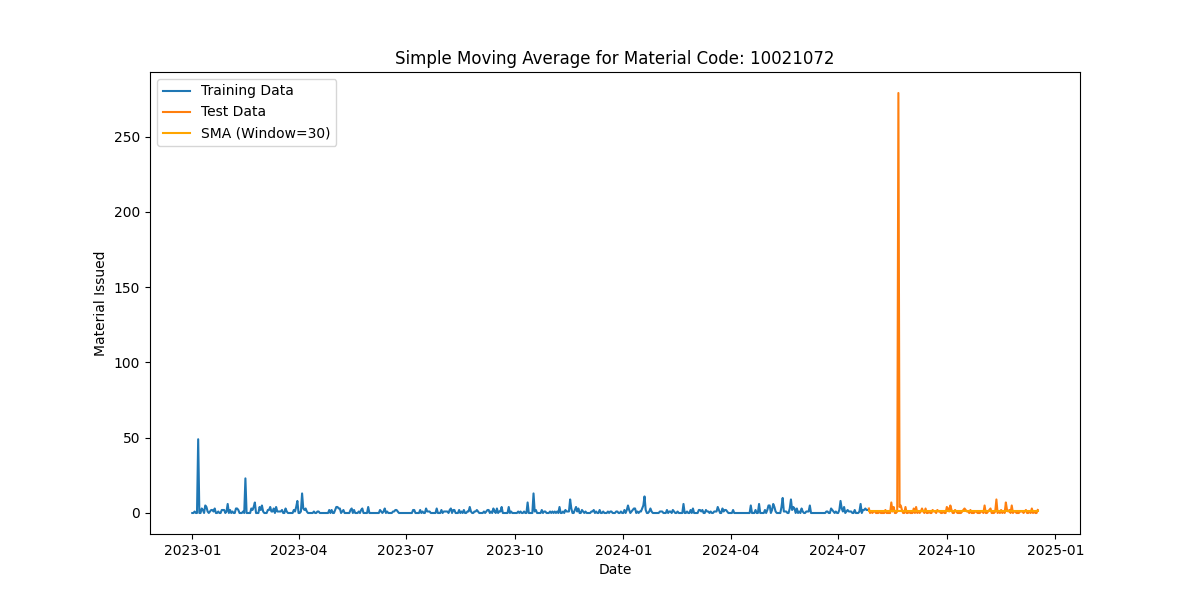 Simple Moving Average for Material Code: 10021072
Training Data
Test Data
SMA (Window=30)
Material Issued
250
200
150
100
50
0
2023-01 2023-04 2023-07 2023-10 2024-01 2024-04 2024-07 2024-10 2025-01
Date